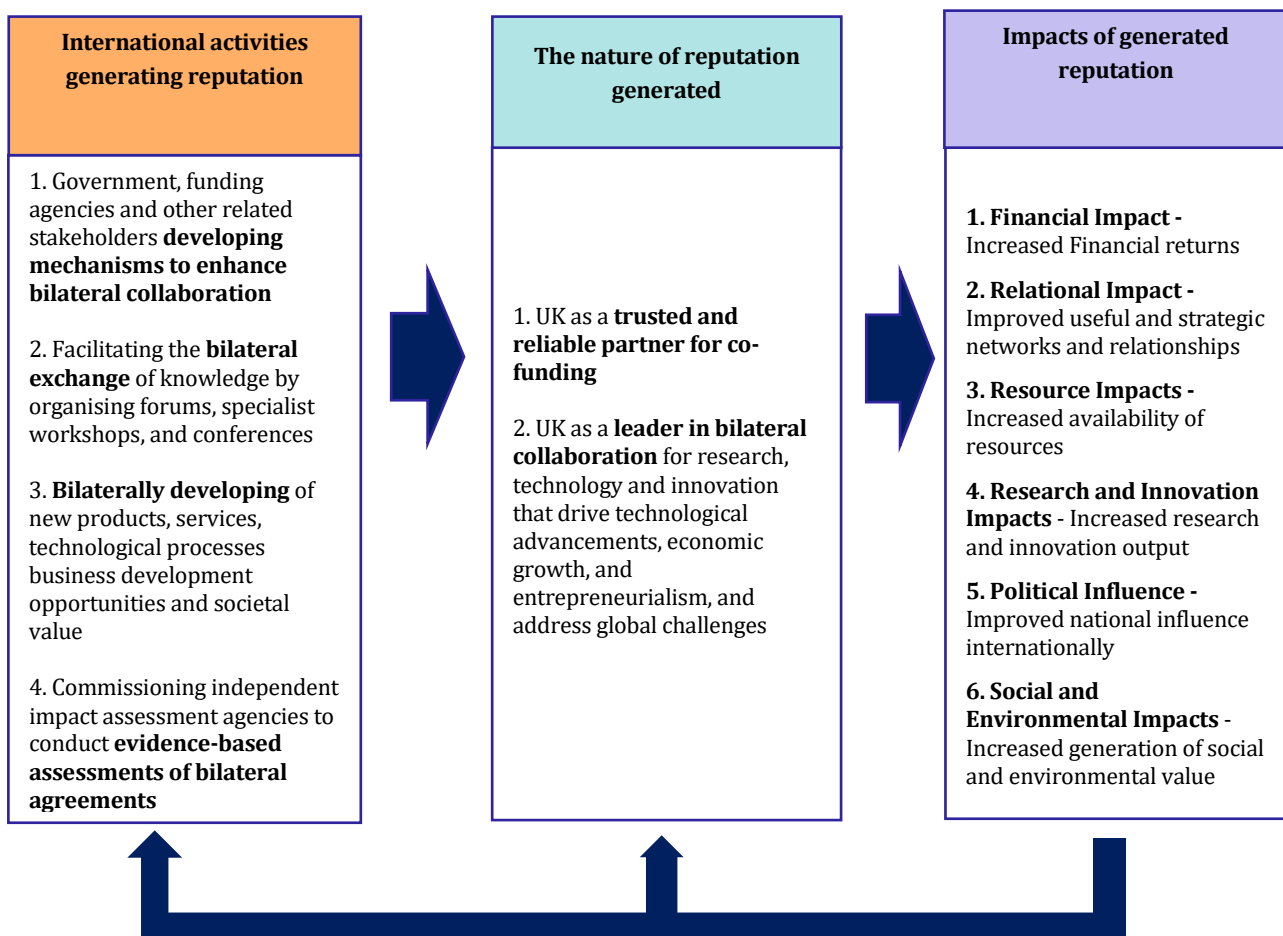 International activities
generating reputation
1. Government, funding
agencies and other related
stakeholders developing
mechanisms to enhance
bilateral collaboration
2. Facilitating the bilateral
exchange of knowledge by
organising forums, specialist
workshops, and conferences
3. Bilaterally developing of
new products, services,
technological processes
business development
opportunities and societal
value
4. Commissioning independent
impact assessment agencies to
conduct evidence-based
assessments of bilateral
agreements
The nature of reputation
generated
1. UK as a trusted and
reliable partner for co-
funding
2. UK as a leader in bilateral
collaboration for research,
technology and innovation
that drive technological
advancements, economic
growth, and
entrepreneurialism, and
address global challenges
Impacts of generated
reputation
1. Financial Impact -
Increased Financial returns
2. Relational Impact -
Improved useful and strategic
networks and relationships
3. Resource Impacts -
Increased availability of
resources
4. Research and Innovation
Impacts - Increased research
and innovation output
5. Political Influence -
Improved national influence
internationally
6. Social and
Environmental Impacts -
Increased generation of social
and environmental value